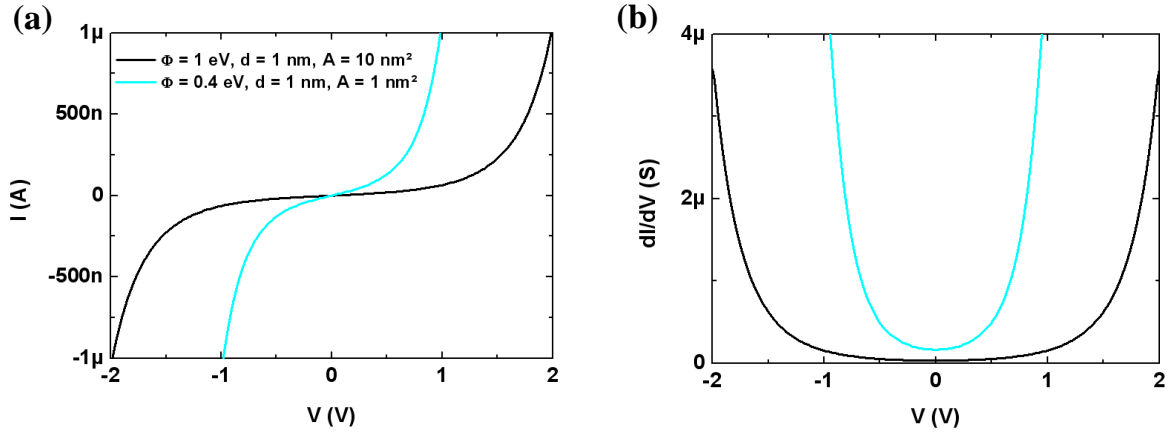 (a)
1µ
500n
0
-500n
-1µ
I (A)
Φ = 1 eV, d = 1 nm, A = 10 nm²
Φ = 0.4 eV, d = 1 nm, A = 1 nm²
-2 -1 0 1 2
V (V)
(b)
4µ
2µ
0
dI/dV (S)
-2 -1 0 1 2
V (V)